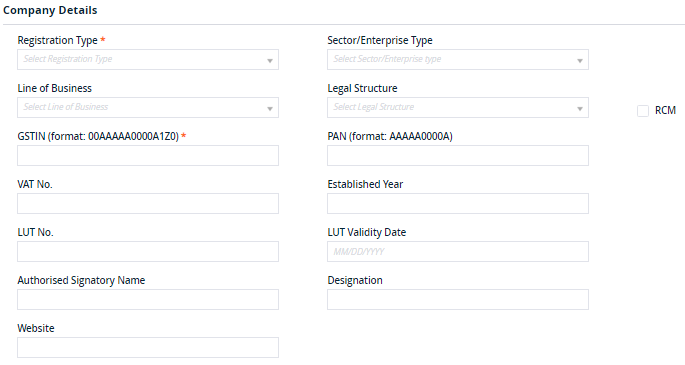 Company Details
Registration Type *
Sector/Enterprise Type
Select Registration Type
Select Sector/Enterprise type
Line of Business
Legal Structure
Select Line of Business
Select Legal Structure
RCM
GSTIN (format: 00AAAAA0000A1Z0) *
PAN (format: AAAAA0000A)
VAT No.
Established Year
LUT No.
LUT Validity Date
MM/DD/YYYY
Authorised Signatory Name
Designation
Website